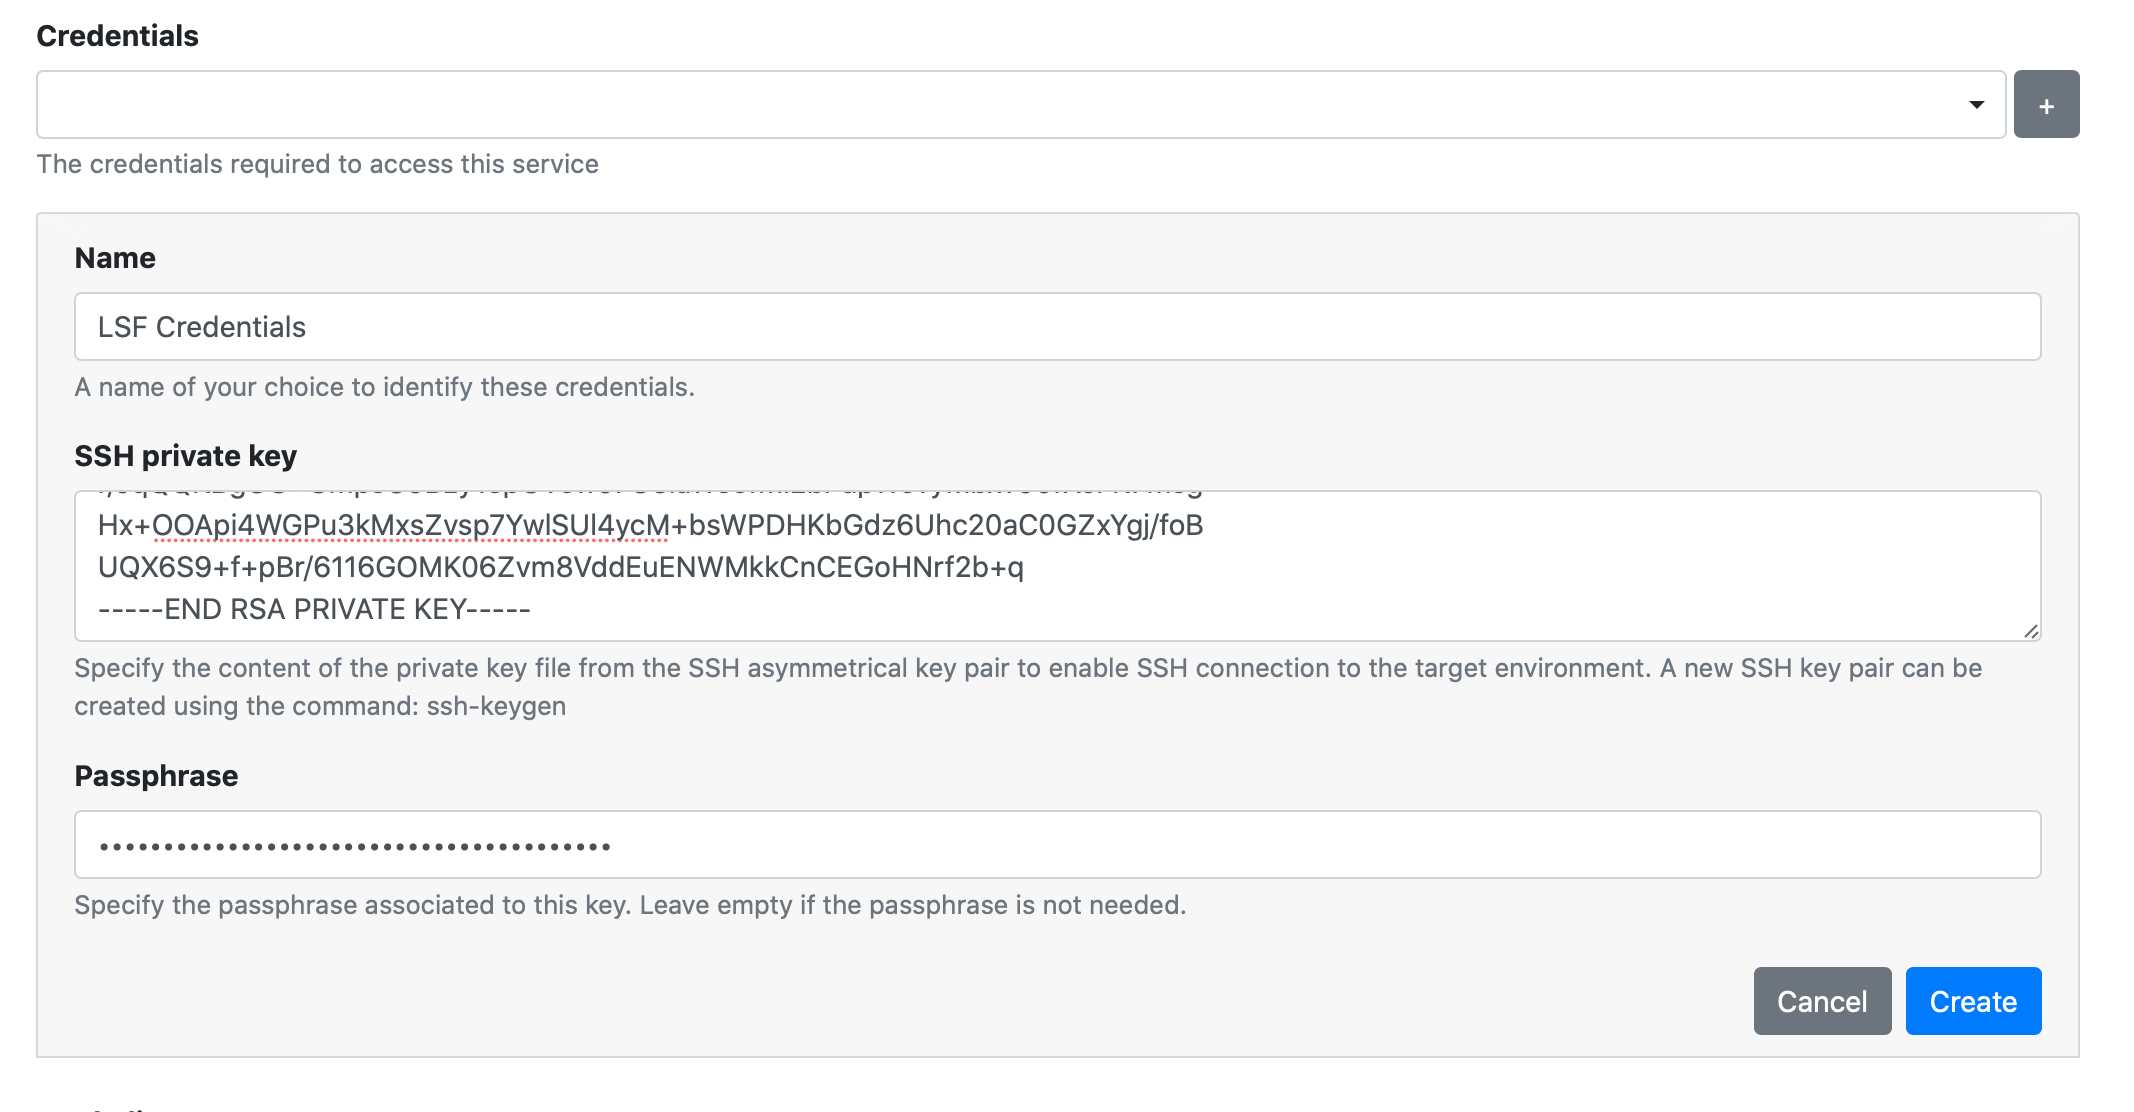 Credentials
+
The credentials required to access this service
Name
LSF Credentials
A name of your choice to identify these credentials.
SSH private key
Hx+OOApi4WGPu3kMxsZvsp7YwlSUl4ycM+bsWPDHKbGdz6Uhc20aC0GZxYgj/foB
UQX6S9+f+pBr/6116GOMK06Zvm8VddEuENWMkkCnCEGoHNrf2b+q
-----END RSA PRIVATE KEY-----
Specify the content of the private key file from the SSH asymmetrical key pair to enable SSH connection to the target environment. A new SSH key pair can be
created using the command: ssh-keygen
Passphrase
••••••••••••••••••••••••••••••••••••••••
Specify the passphrase associated to this key. Leave empty if the passphrase is not needed.
Cancel Create